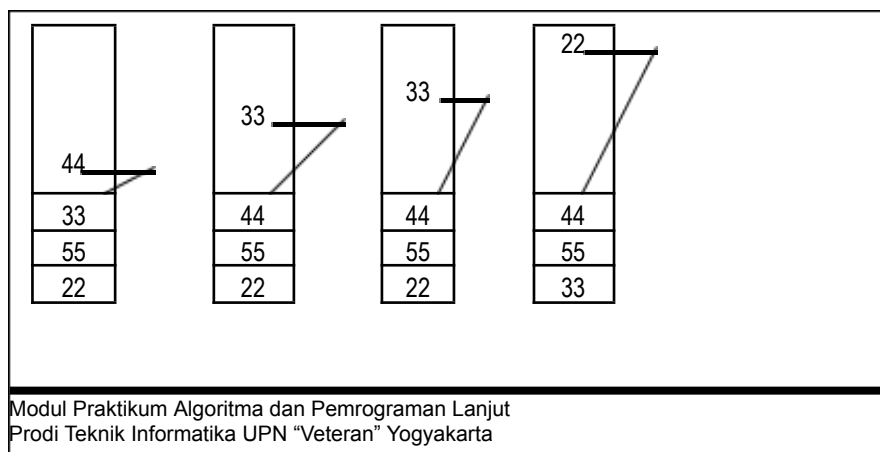 22
33
33
44
33 44 44 44
55 55 55 55
22 22 22 33
Modul Praktikum Algoritma dan Pemrograman Lanjut
Prodi Teknik Informatika UPN “Veteran” Yogyakarta